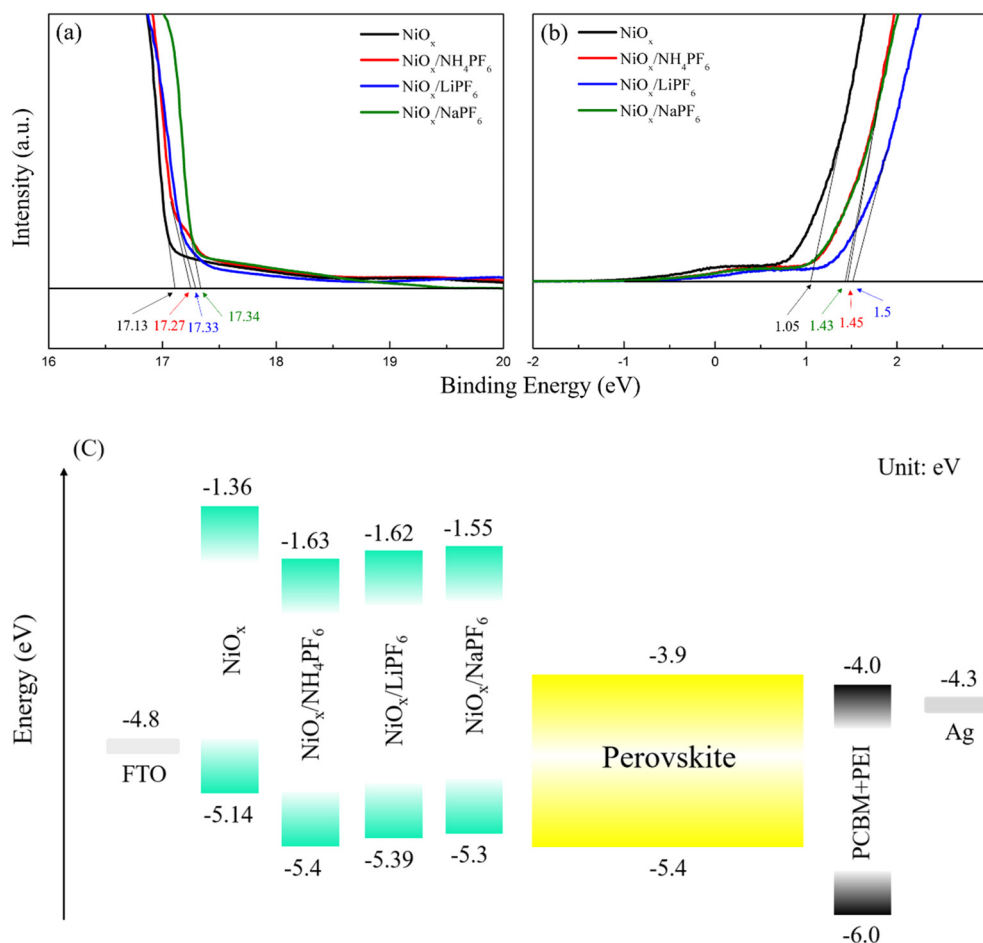 (a)
NiOₓ
NiOₓ/NH₄PF₆
NiOₓ/LiPF₆
NiOₓ/NaPF₆
Intensity (a.u.)
17.13
17.27
17.33
17.34
16 17 18 19 20
(b)
NiOₓ
NiOₓ/NH₄PF₆
NiOₓ/LiPF₆
NiOₓ/NaPF₆
1.05
1.43
1.45
1.5
-2 -1 0 1 2
Binding Energy (eV)
(C)
Unit: eV
Energy (eV)
-4.8
FTO
-1.36
NiOₓ
-5.14
-1.63
NiOₓ/NH₄PF₆
-5.4
-1.62
NiOₓ/LiPF₆
-5.39
-1.55
NiOₓ/NaPF₆
-5.3
-3.9
Perovskite
-5.4
-4.0
PCBM+PEI
-6.0
-4.3
Ag